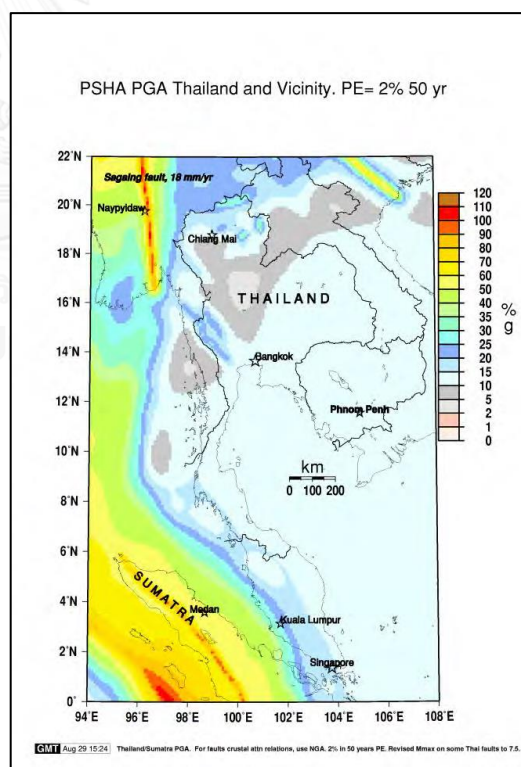 PSHA PGA Thailand and Vicinity. PE= 2% 50 yr
22˚N
20˚N
18˚N
16˚N
14˚N
12˚N
10˚N
8˚N
6˚N
4˚N
2˚N
0˚
94˚E 96˚E 98˚E 100˚E 102˚E 104˚E 106˚E 108˚E
Sagaing fault, 18 mm/yr
Naypyidaw
Chiang Mai
THAILAND
Bangkok
Phnom Penh
km
0 100 200
SUMATRA
Medan
Kuala Lumpur
Singapore
120
110
100
90
80
70
60
50
40
35
30
25
20
15
10
5
2
1
0
%
g
GMT Aug 29 15:24 Thailand/Sumatra PGA. For faults crustal attn relations, use NGA. 2% in 50 years PE. Revised Mmax on some Thai faults to 7.5.